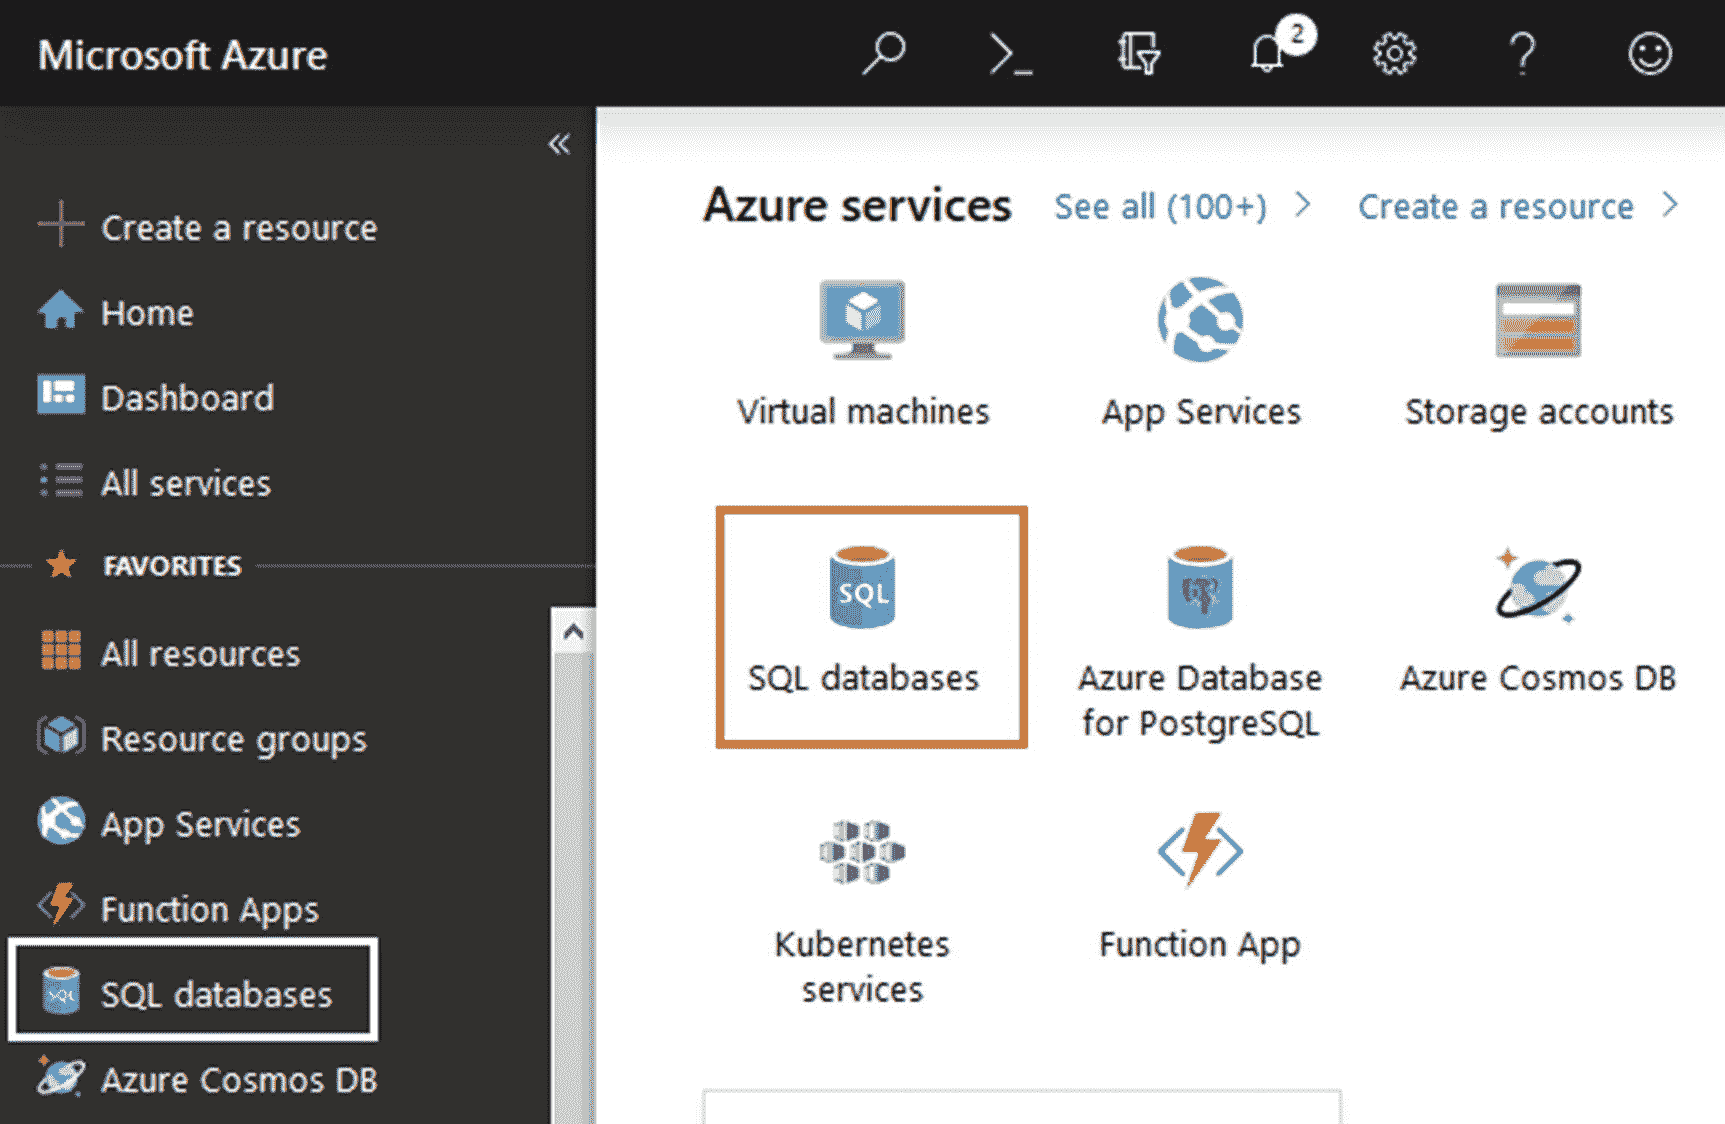 Microsoft Azure
2
Create a resource
Home
Dashboard
All services
FAVORITES
All resources
Resource groups
App Services
Function Apps
SQL
SQL databases
Azure Cosmos DB
Azure services
See all (100+)
Create a resource
Virtual machines
App Services
Storage accounts
SQL
SQL databases
Azure Database
for PostgreSQL
Azure Cosmos DB
Kubernetes
services
Function App